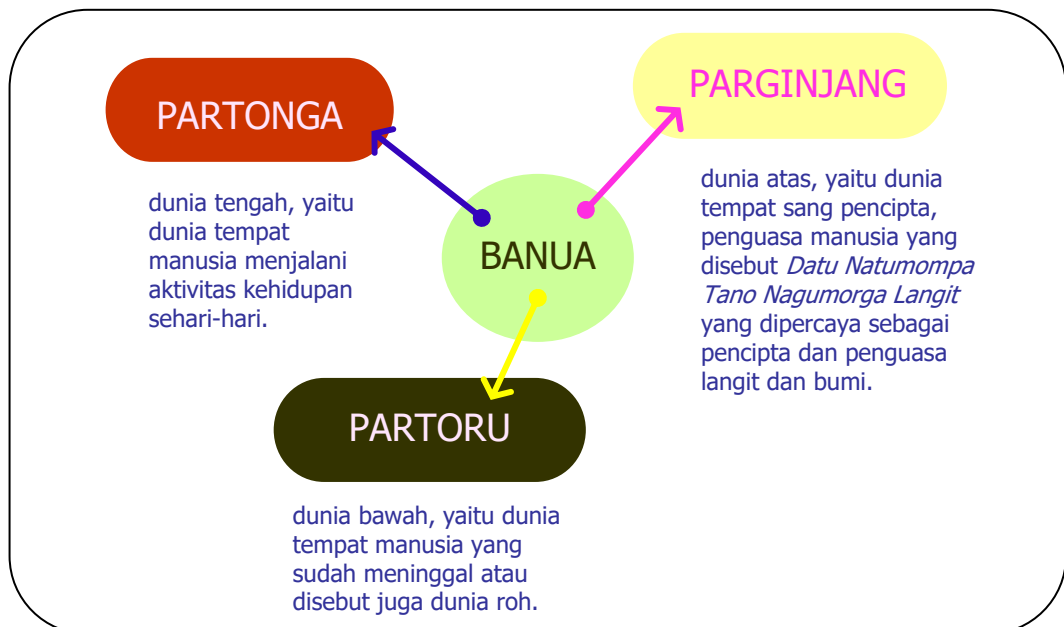 PARTONGA
dunia tengah, yaitu
dunia tempat
manusia menjalani
aktivitas kehidupan
sehari-hari.
PARGINJANG
dunia atas, yaitu dunia
tempat sang pencipta,
penguasa manusia yang
disebut Datu Natumompa
Tano Nagumorga Langit
yang dipercaya sebagai
pencipta dan penguasa
langit dan bumi.
BANUA
PARTORU
dunia bawah, yaitu dunia
tempat manusia yang
sudah meninggal atau
disebut juga dunia roh.